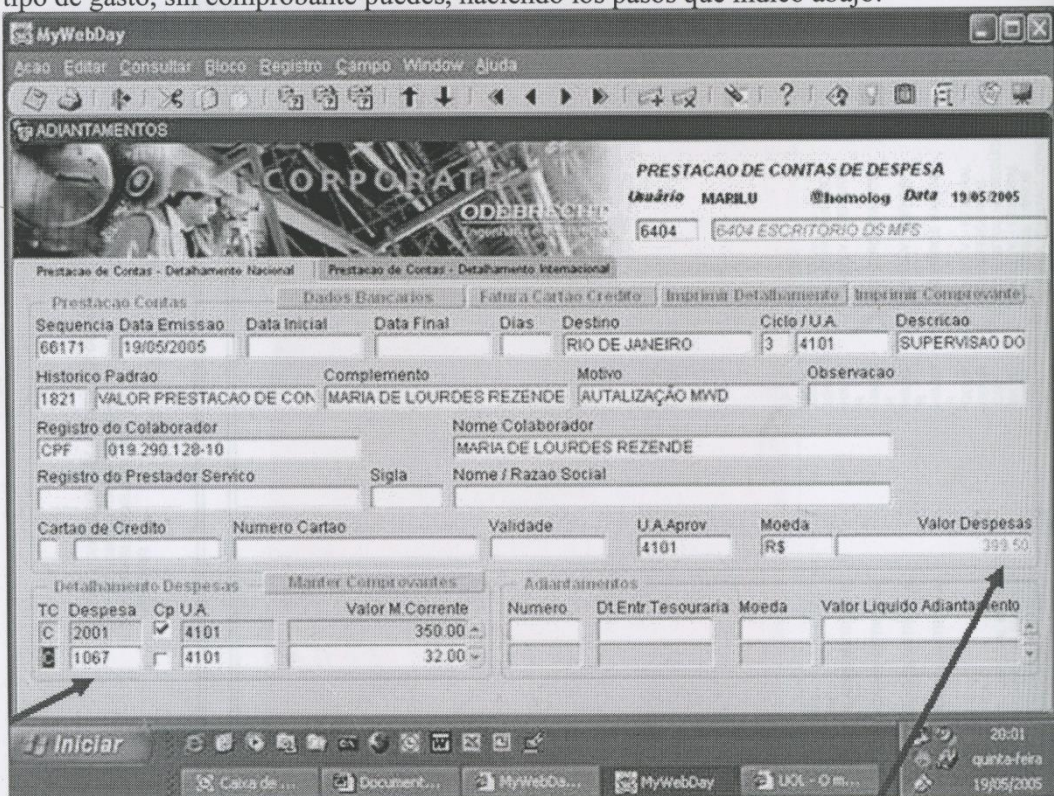 tipo de gasto, sin comprobante puedes, haciendo los pasos que indico abajo:
MyWebDay
Acao Editar Consultar Bloco Registro Campo Window Ajuda
ADIANTAMENTOS
CORPORATE
ODEBRECHT
PRESTACAO DE CONTAS DE DESPESA
Usuário MARILU @homolog Data 19/05/2005
6404 6404 ESCRITORIO OS MFS
Prestacao de Contas - Detalhamento Nacional Prestacao de Contas - Detalhamento Internacional
Prestacao Contas Dados Bancarios Fatura Cartao Credito Imprimir Detalhamento Imprimir Comprovante
Sequencia Data Emissao Data Inicial Data Final Dias Destino Ciclo / U.A. Descricao
66171 19/05/2005 RIO DE JANEIRO 3 4101 SUPERVISAO DO
Historico Padrao Complemento Motivo Observacao
1821 VALOR PRESTACAO DE CON MARIA DE LOURDES REZENDE AUTALIZAÇÃO MWD
Registro do Colaborador Nome Colaborador
CPF 019.290.128-10 MARIA DE LOURDES REZENDE
Registro do Prestador Servico Sigla Nome / Razao Social
Cartao de Credito Numero Cartao Validade U.A.Aprov Moeda Valor Despesas
4101 R$ 399.50
Detalhamento Despesas Manter Comprovantes Adiantamentos
TC Despesa Cp U.A. Valor M.Corrente Numero Dt.Entr.Tesouraria Moeda Valor Liquido Adiantamento
C 2001 4101 350.00
C 1067 4101 32.00
Iniciar 20:01
quinta-feira
Caixa de ... Document... MyWebDa... MyWebDay UOL - O m... 19/05/2005